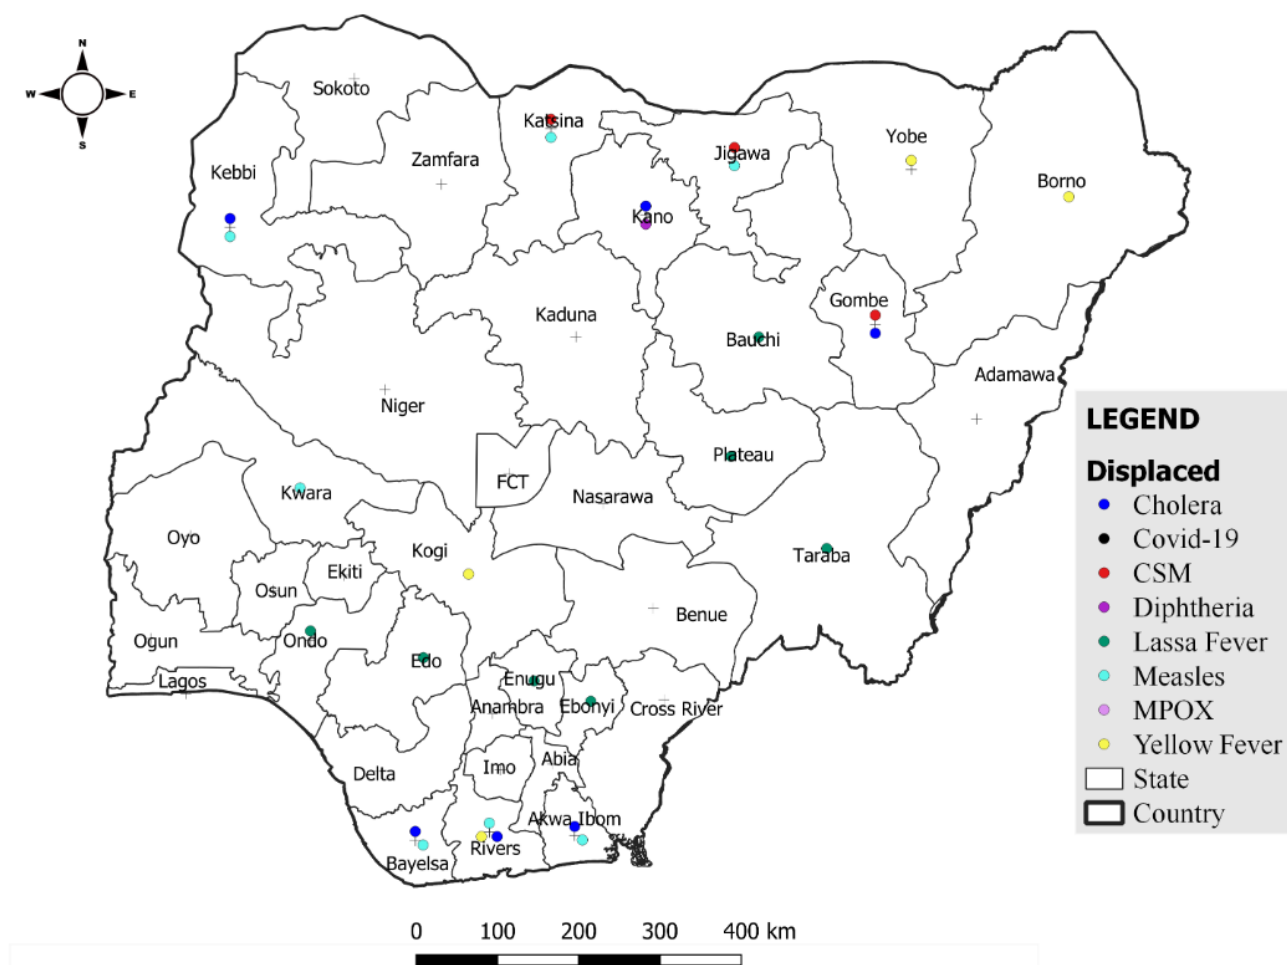 N
W E
S
Sokoto
Katsina
Zamfara
Kebbi
Jigawa
Yobe
Borno
Kano
Gombe
Kaduna
Bauchi
Adamawa
Niger
Plateau
FCT
Nasarawa
Kwara
Oyo
Kogi
Taraba
Ekiti
Osun
Benue
Ogun
Ondo
Edo
Lagos
Enugu
Anambra
Ebonyi
Cross River
Delta
Imo
Abia
Akwa Ibom
Rivers
Bayelsa
LEGEND
Displaced
Cholera
Covid-19
CSM
Diphtheria
Lassa Fever
Measles
MPOX
Yellow Fever
State
Country
0 100 200 300 400 km